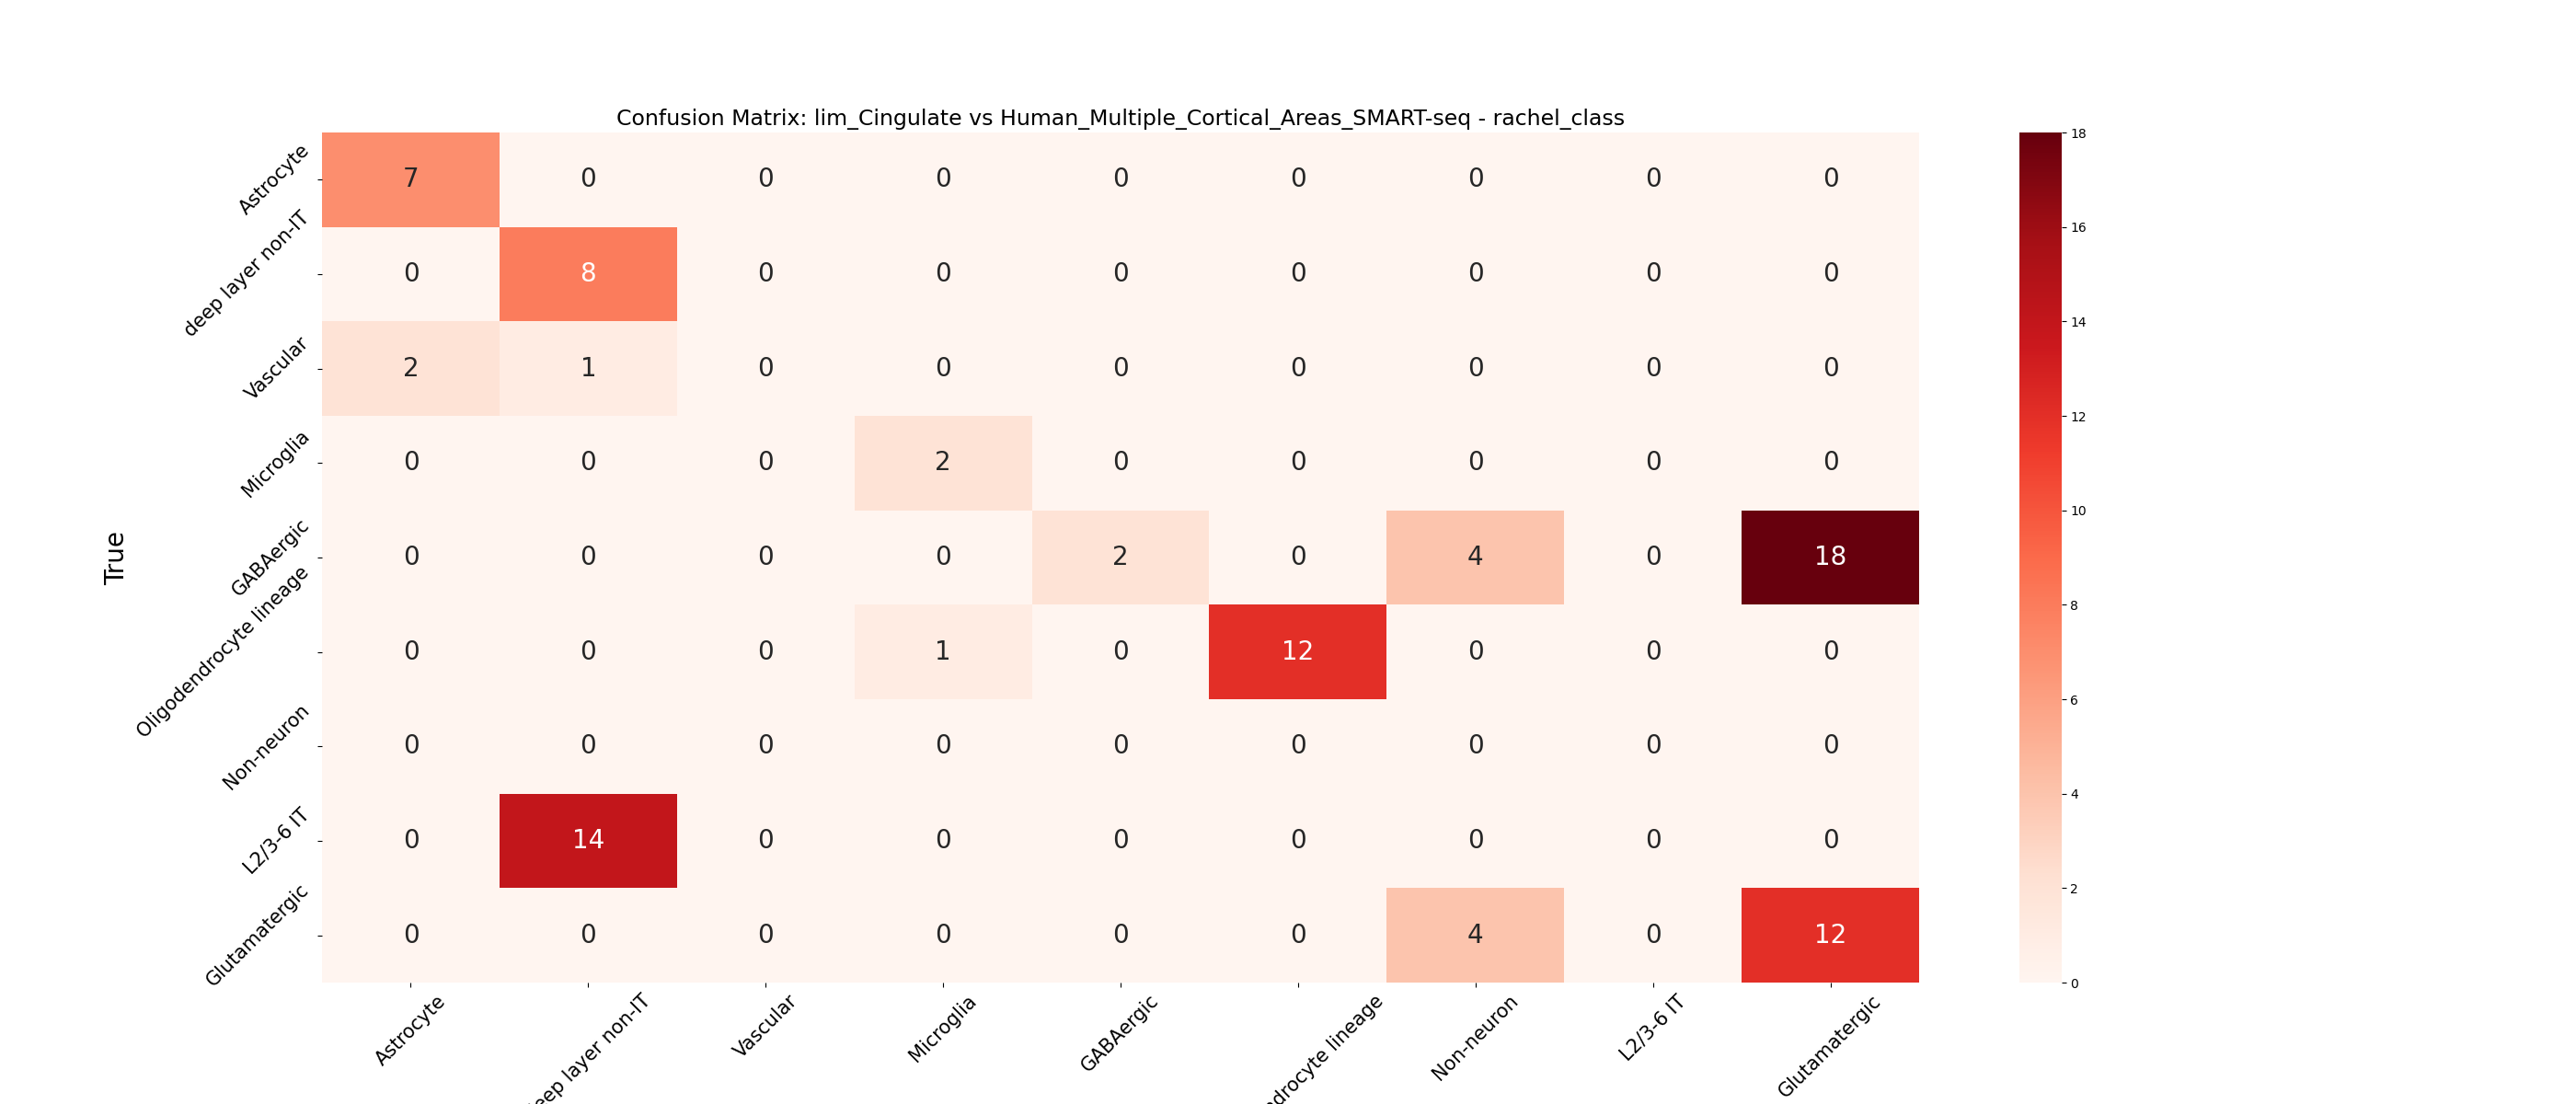 Confusion Matrix: lim_Cingulate vs Human_Multiple_Cortical_Areas_SMART-seq - rachel_class
True
Astrocyte 7 0 0 0 0 0 0 0 0
deep layer non-IT 0 8 0 0 0 0 0 0 0
Vascular 2 1 0 0 0 0 0 0 0
Microglia 0 0 0 2 0 0 0 0 0
GABAergic 0 0 0 0 2 0 4 0 18
Oligodendrocyte lineage 0 0 0 1 0 12 0 0 0
Non-neuron 0 0 0 0 0 0 0 0 0
L2/3-6 IT 0 14 0 0 0 0 0 0 0
Glutamatergic 0 0 0 0 0 0 4 0 12
Astrocyte
layer non-IT
Vascular
Microglia
GABAergic
lineage
Non-neuron
L2/3-6 IT
Glutamatergic
18
16
14
12
10
8
6
4
2
0